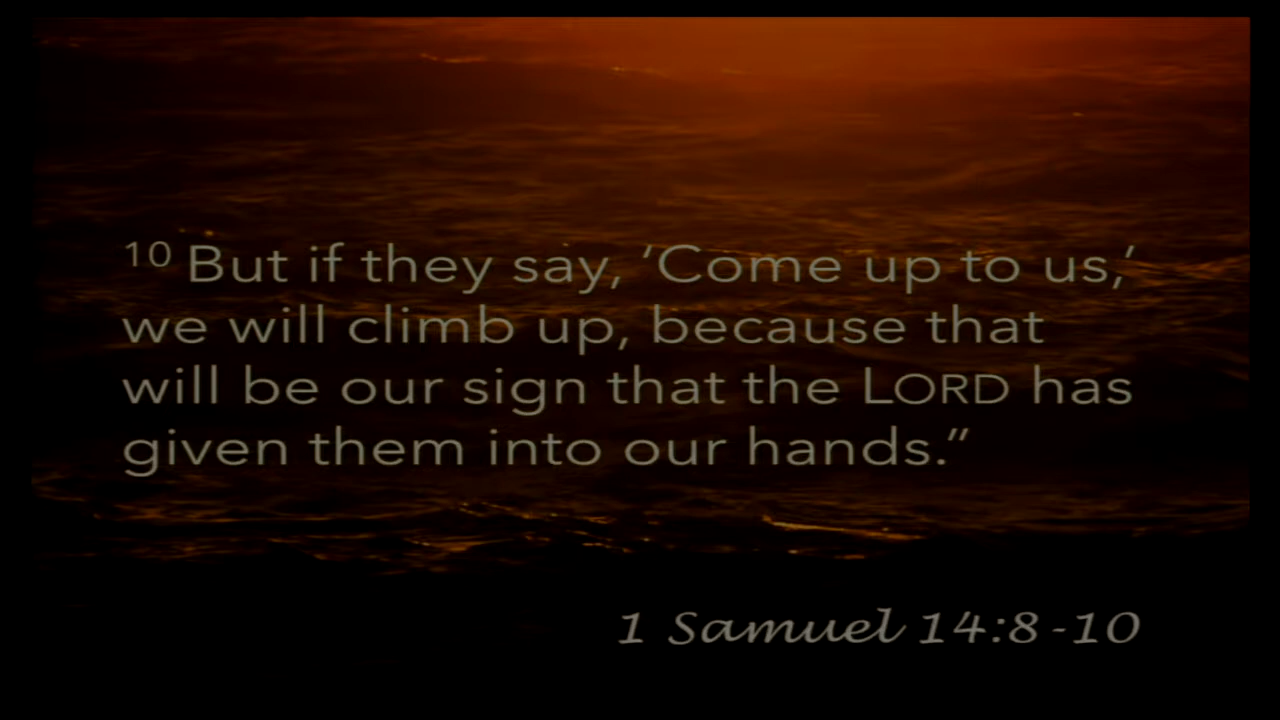 10 But if they say, ‘Come up to us,’
we will climb up, because that
will be our sign that the LORD has
given them into our hands.”
1 Samuel 14:8-10